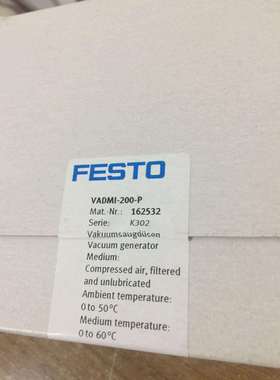 FESTO
VADMI-200-P
Mat.-Nr.: 162532
Serie: K302
Vakuumsaugdüsen
Vacuum generator
Medium:
Compressed air, filtered
and unlubricated
Ambient temperature:
0 to 50°C
Medium temperature:
0 to 60°C